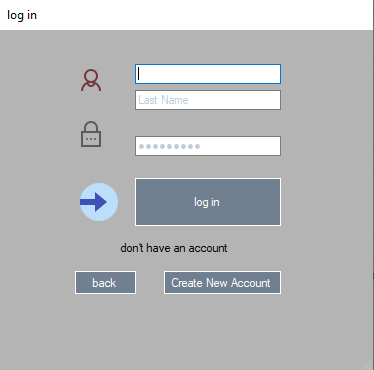 log in
Last Name
log in
don't have an account
back
Create New Account